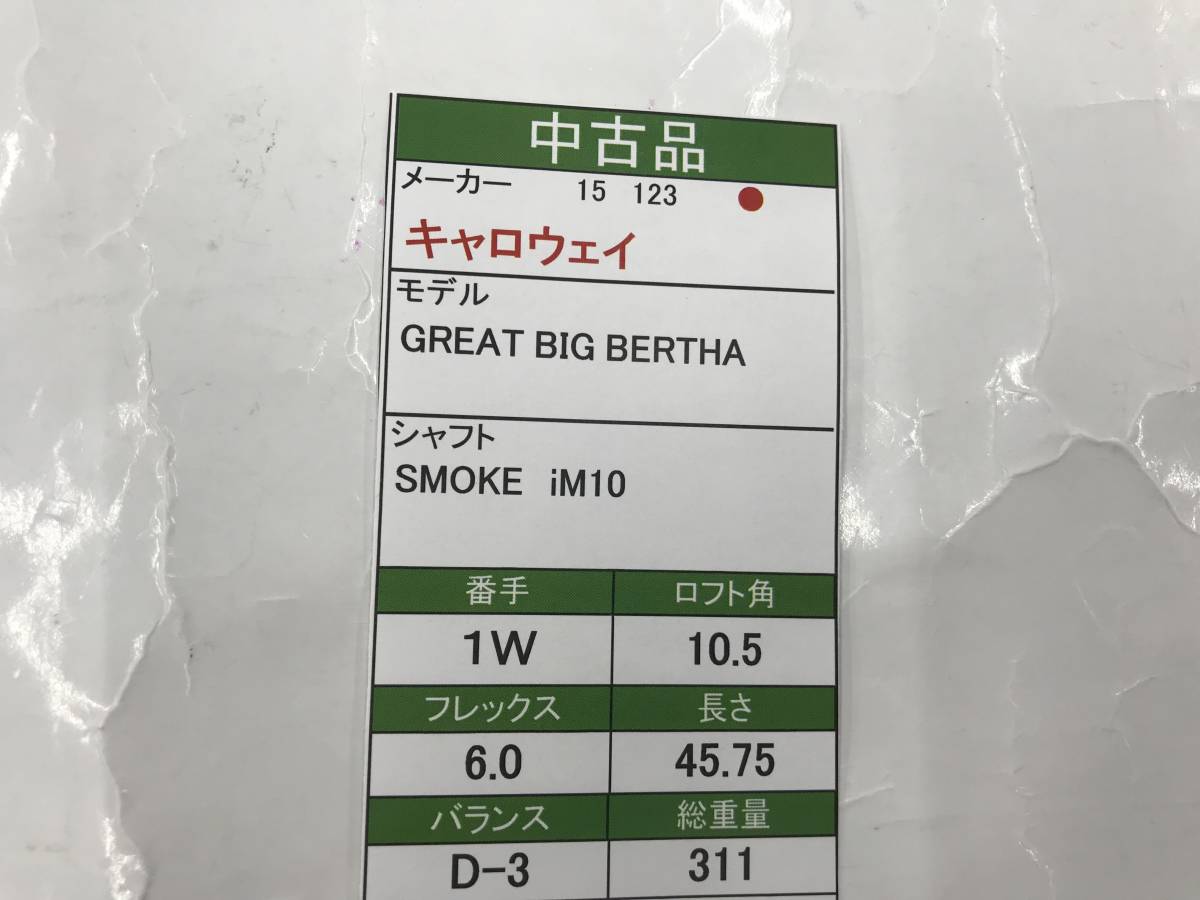 中古品
メーカー 15 123
キャロウェイ
モデル
GREAT BIG BERTHA
シャフト
SMOKE iM10
番手 ロフト角
1W 10.5
フレックス 長さ
6.0 45.75
バランス 総重量
D-3 311